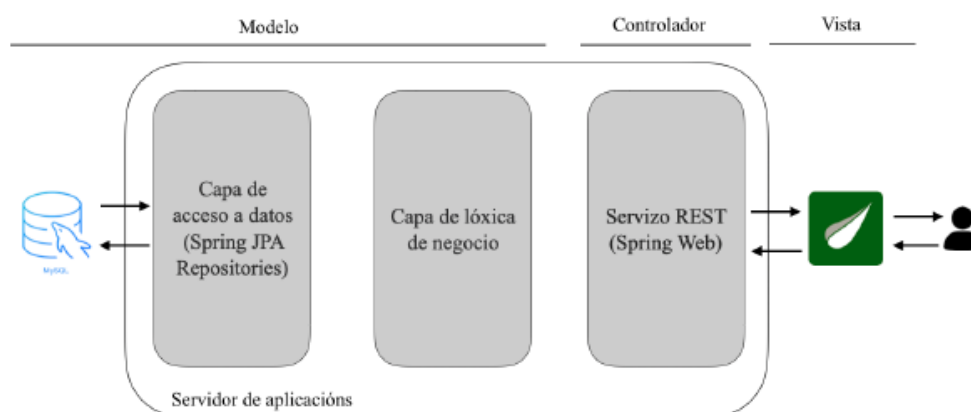 Modelo
Controlador
Vista
Capa de
acceso a datos
(Spring JPA
Repositories)
Capa de lóxica
de negocio
Servizo REST
(Spring Web)
MySQL
Servidor de aplicacións